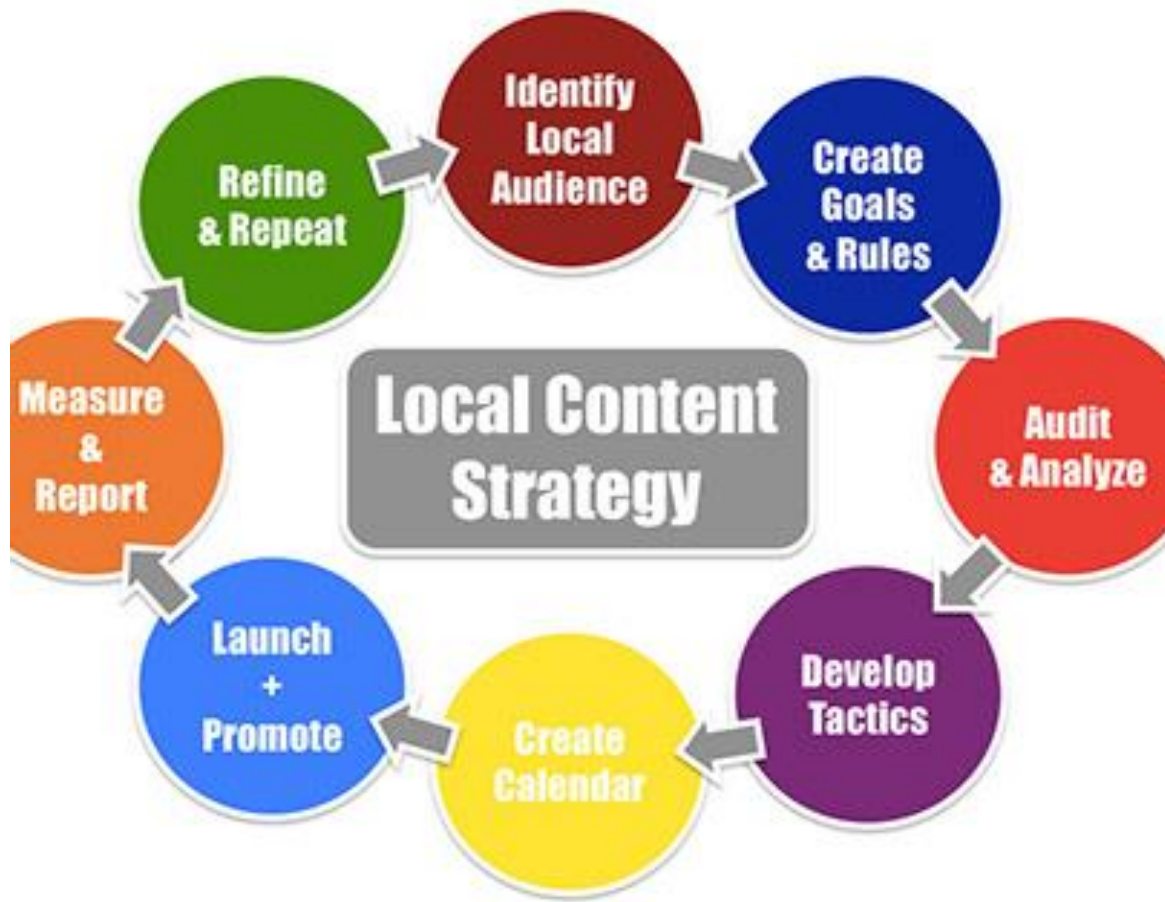 Identify
Local
Audience
Create
Goals
& Rules
Audit
& Analyze
Develop
Tactics
Create
Calendar
Launch
+
Promote
Measure
&
Report
Refine
& Repeat
Local Content
Strategy